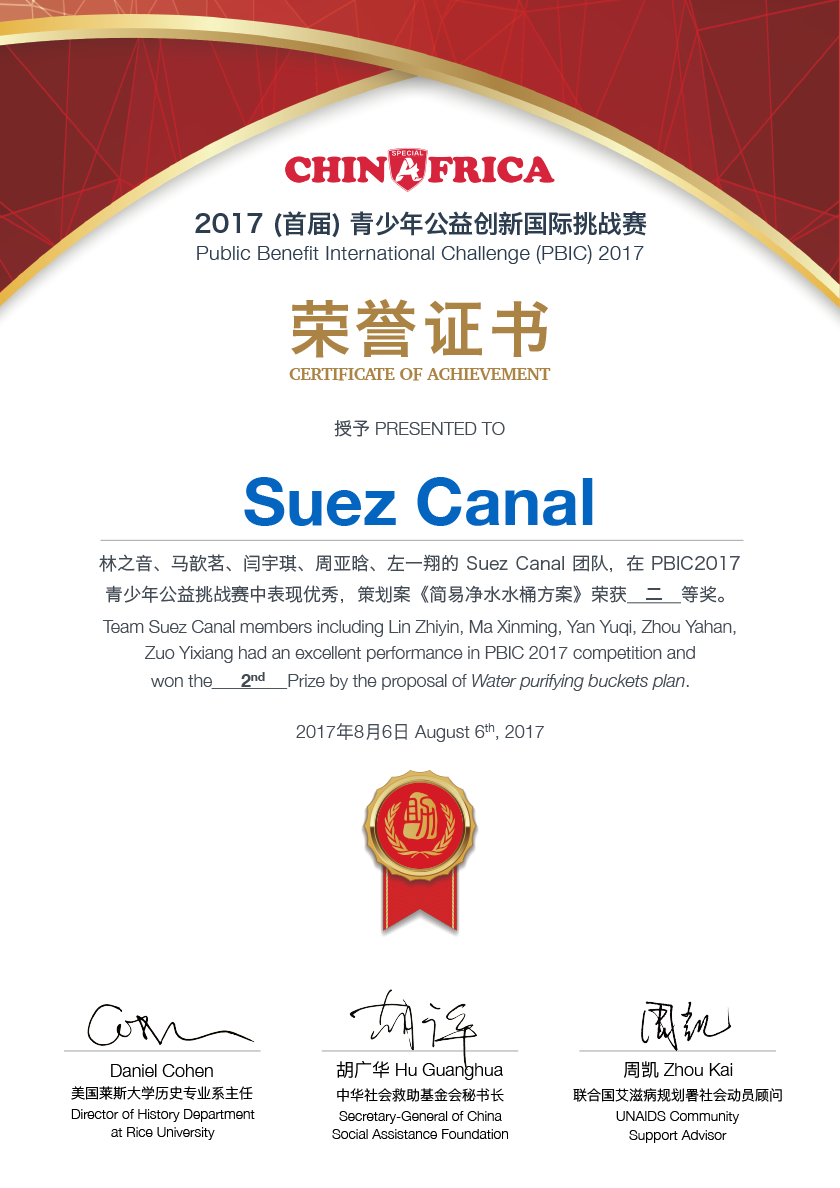 CHINAFRICA
SPECIAL
2017 (首届) 青少年公益创新国际挑战赛
Public Benefit International Challenge (PBIC) 2017
荣誉证书
CERTIFICATE OF ACHIEVEMENT
授予 PRESENTED TO
Suez Canal
林之音、马歆茗、闫宇琪、周亚晗、左一翔的 Suez Canal 团队，在 PBIC2017
青少年公益挑战赛中表现优秀，策划案《简易净水水桶方案》荣获__二__等奖。
Team Suez Canal members including Lin Zhiyin, Ma Xinming, Yan Yuqi, Zhou Yahan,
Zuo Yixiang had an excellent performance in PBIC 2017 competition and
won the___2nd___Prize by the proposal of Water purifying buckets plan.
2017年8月6日 August 6th, 2017
周凯
Daniel Cohen
美国莱斯大学历史专业系主任
Director of History Department
at Rice University
胡广华 Hu Guanghua
中华社会救助基金会秘书长
Secretary-General of China
Social Assistance Foundation
周凯 Zhou Kai
联合国艾滋病规划署社会动员顾问
UNAIDS Community
Support Advisor